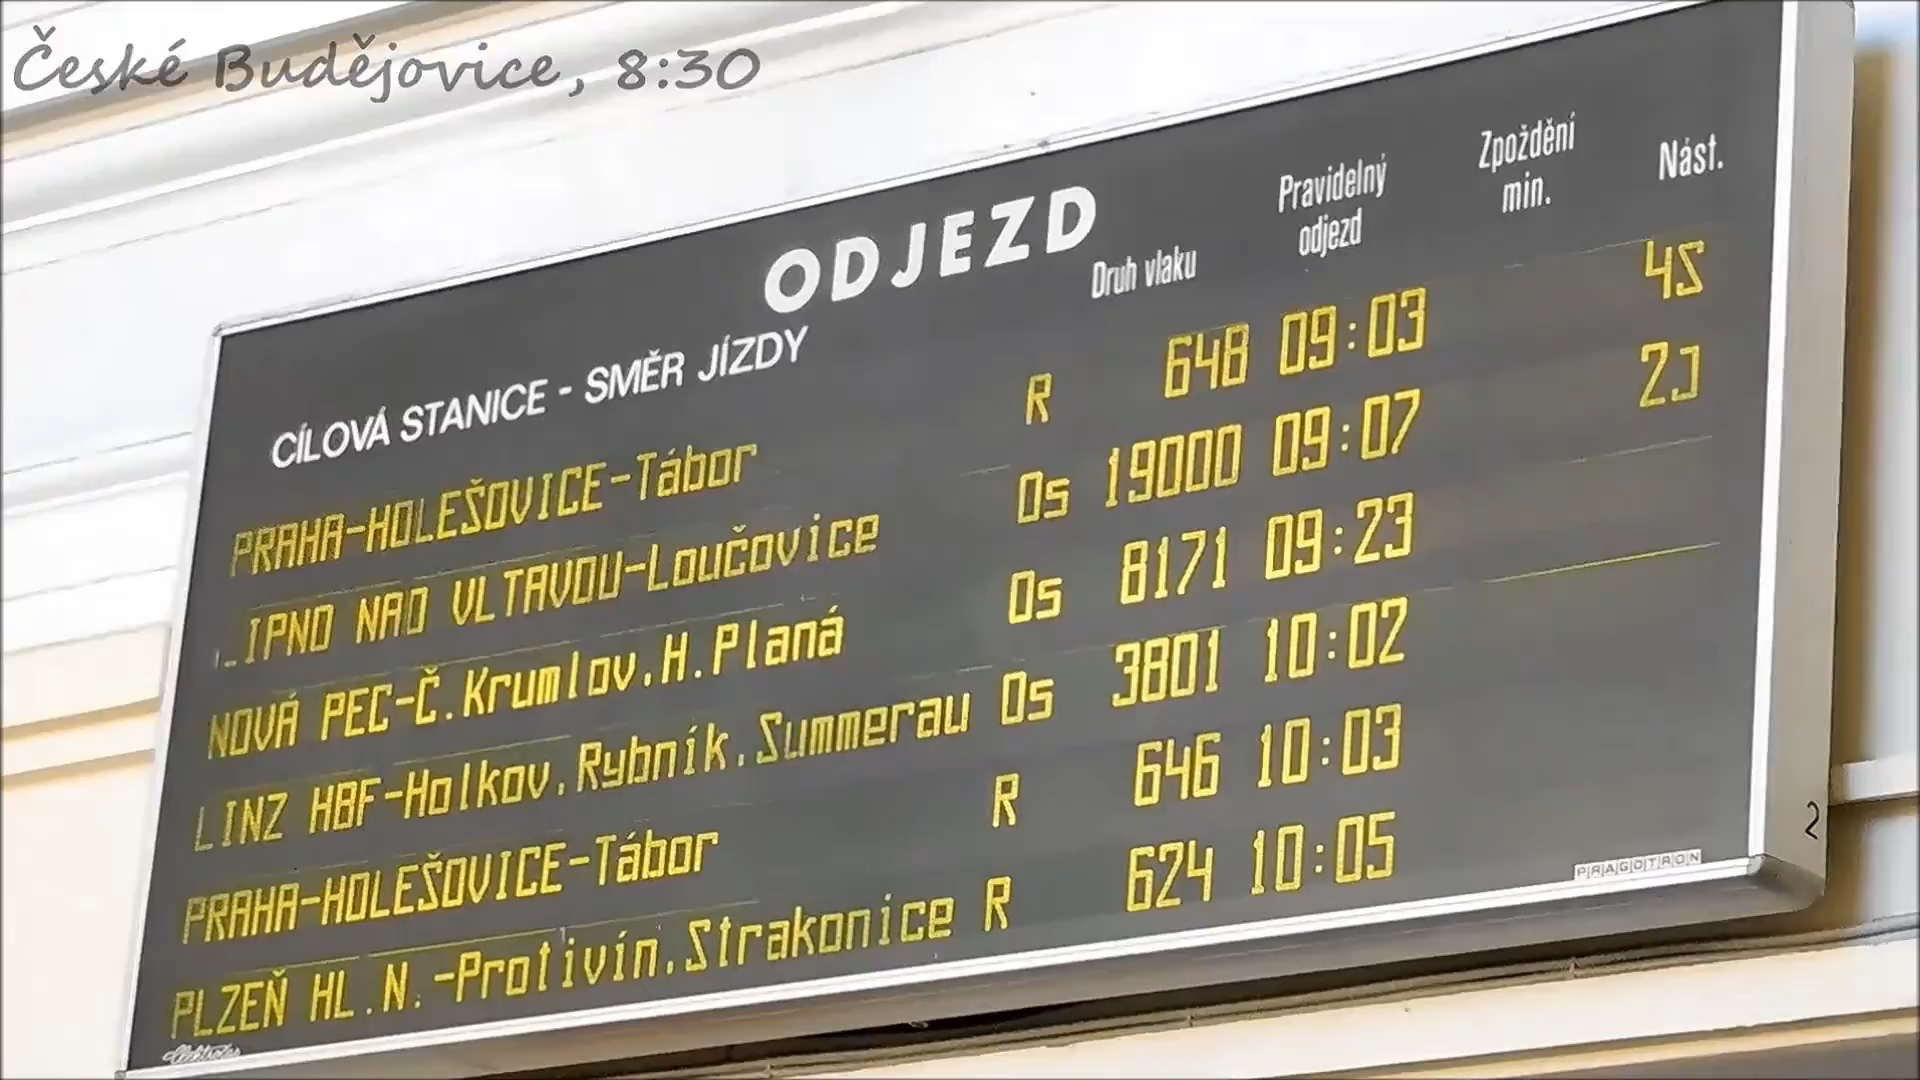 České Budějovice, 8:30
ODJEZD
CÍLOVÁ STANICE - SMĚR JÍZDY Druh vlaku Pravidelný odjezd Zpoždění min. Nást.
PRAHA-HOLEŠOVICE-Tábor R 648 09:03 4S
LIPNO NAD VLTAVOU-Loučovice Os 19000 09:07 2J
NOVÁ PEC-Č.Krumlov.H.Planá Os 8171 09:23
LINZ HBF-Holkov.Rybník.Summerau Os 3801 10:02
PRAHA-HOLEŠOVICE-Tábor R 646 10:03
PLZEŇ HL.N.-Protivín.Strakonice R 624 10:05
PRAGOTRON
2